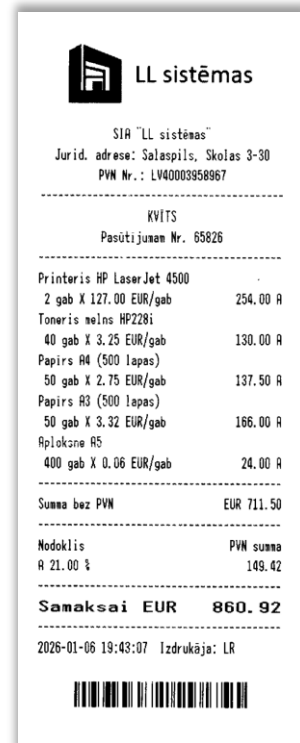 LL sistēmas
SIA "LL sistēmas"
Jurid. adrese: Salaspils, Skolas 3-30
PVN Nr.: LV40003958967
KVĪTS
Pasūtījumam Nr. 65826
Printeris HP LaserJet 4500
2 gab X 127.00 EUR/gab 254.00 A
Toneris melns HP228i
40 gab X 3.25 EUR/gab 130.00 A
Papīrs A4 (500 lapas)
50 gab X 2.75 EUR/gab 137.50 A
Papīrs A3 (500 lapas)
50 gab X 3.32 EUR/gab 166.00 A
Aploksne A5
400 gab X 0.06 EUR/gab 24.00 A
Summa bez PVN EUR 711.50
Nodoklis PVN summa
A 21.00 % 149.42
Samaksai EUR 860.92
2026-01-06 19:43:07 Izdrukāja: LR